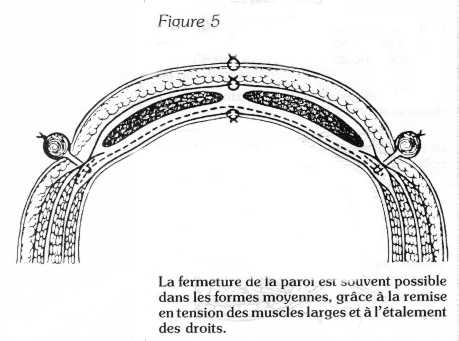 Figure 5
La fermeture de la paroi est souvent possible
dans les formes moyennes, grâce à la remise
en tension des muscles larges et à l'étalement
des droits.